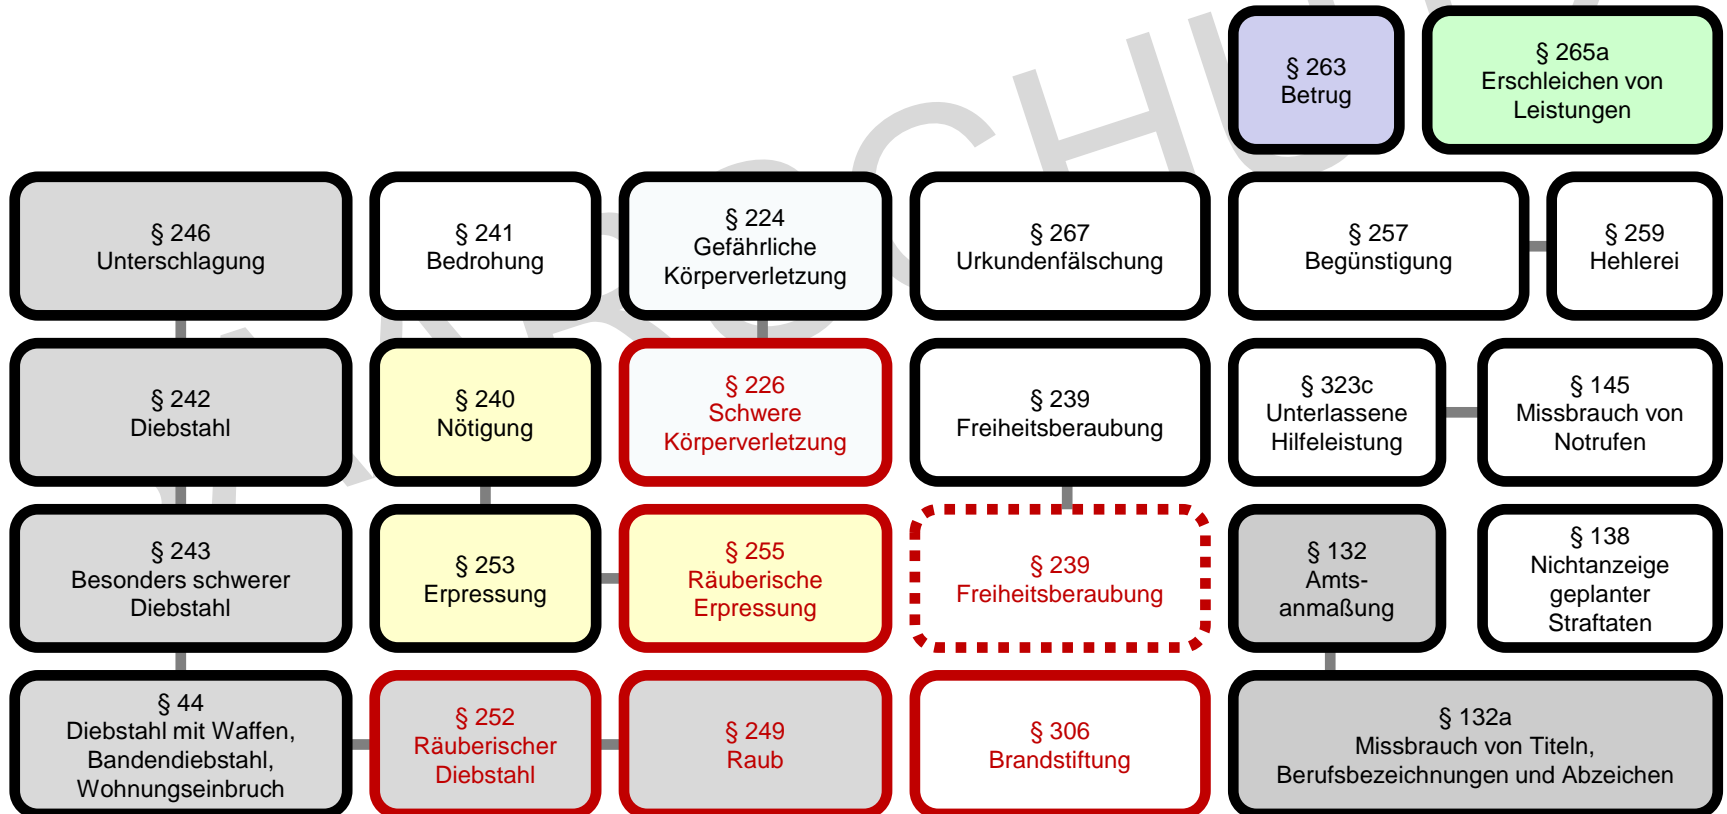 § 263
Betrug
§ 265a
Erschleichen von
Leistungen
§ 246
Unterschlagung
§ 241
Bedrohung
§ 224
Gefährliche
Körperverletzung
§ 267
Urkundenfälschung
§ 257
Begünstigung
§ 259
Hehlerei
§ 242
Diebstahl
§ 240
Nötigung
§ 226
Schwere
Körperverletzung
§ 239
Freiheitsberaubung
§ 323c
Unterlassene
Hilfeleistung
§ 145
Missbrauch von
Notrufen
§ 243
Besonders schwerer
Diebstahl
§ 253
Erpressung
§ 255
Räuberische
Erpressung
§ 239
Freiheitsberaubung
§ 132
Amts-
anmaßung
§ 138
Nichtanzeige
geplanter
Straftaten
§ 44
Diebstahl mit Waffen,
Bandendiebstahl,
Wohnungseinbruch
§ 252
Räuberischer
Diebstahl
§ 249
Raub
§ 306
Brandstiftung
§ 132a
Missbrauch von Titeln,
Berufsbezeichnungen und Abzeichen